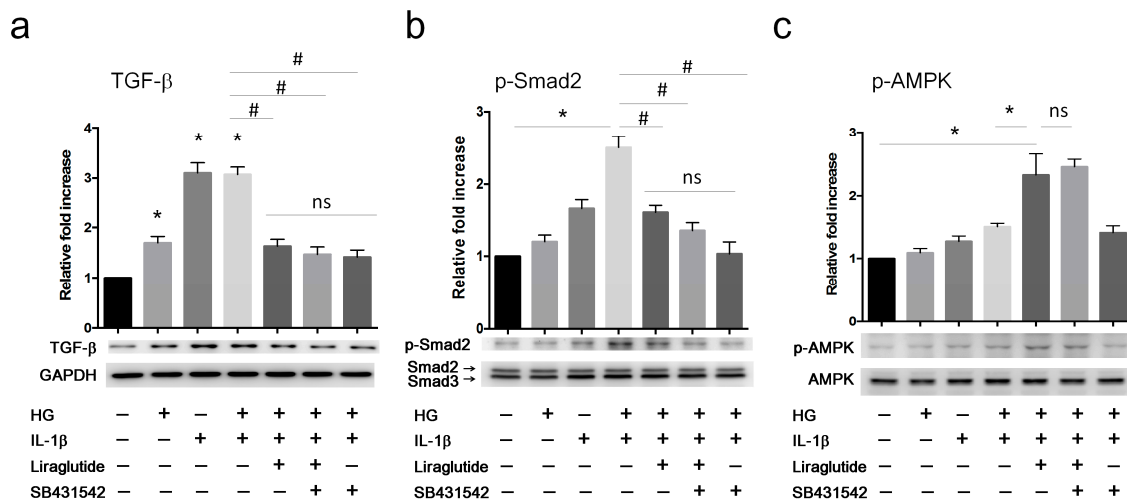 a
TGF-β
#
#
#
*
*
*
ns
Relative fold increase
4
3
2
1
0
TGF-β
GAPDH
HG – + – + + + +
IL-1β – – + + + + +
Liraglutide – – – – + + –
SB431542 – – – – – + +
b
p-Smad2
#
#
#
*
ns
Relative fold increase
3
2
1
0
p-Smad2
Smad2 →
Smad3 →
HG – + – + + + +
IL-1β – – + + + + +
Liraglutide – – – – + + –
SB431542 – – – – – + +
c
p-AMPK
*
*
ns
Relative fold increase
3
2
1
0
p-AMPK
AMPK
HG – + – + + + +
IL-1β – – + + + + +
Liraglutide – – – – + + –
SB431542 – – – – – + +